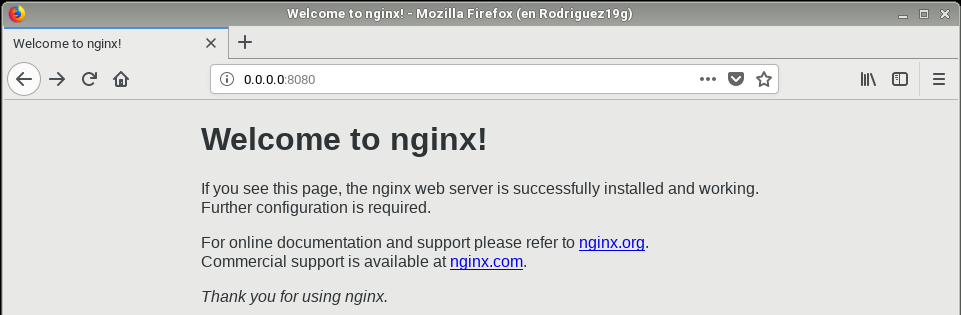 Welcome to nginx! - Mozilla Firefox (en Rodriguez19g)
Welcome to nginx!
0.0.0.0:8080
Welcome to nginx!
If you see this page, the nginx web server is successfully installed and working.
Further configuration is required.
For online documentation and support please refer to nginx.org.
Commercial support is available at nginx.com.
Thank you for using nginx.